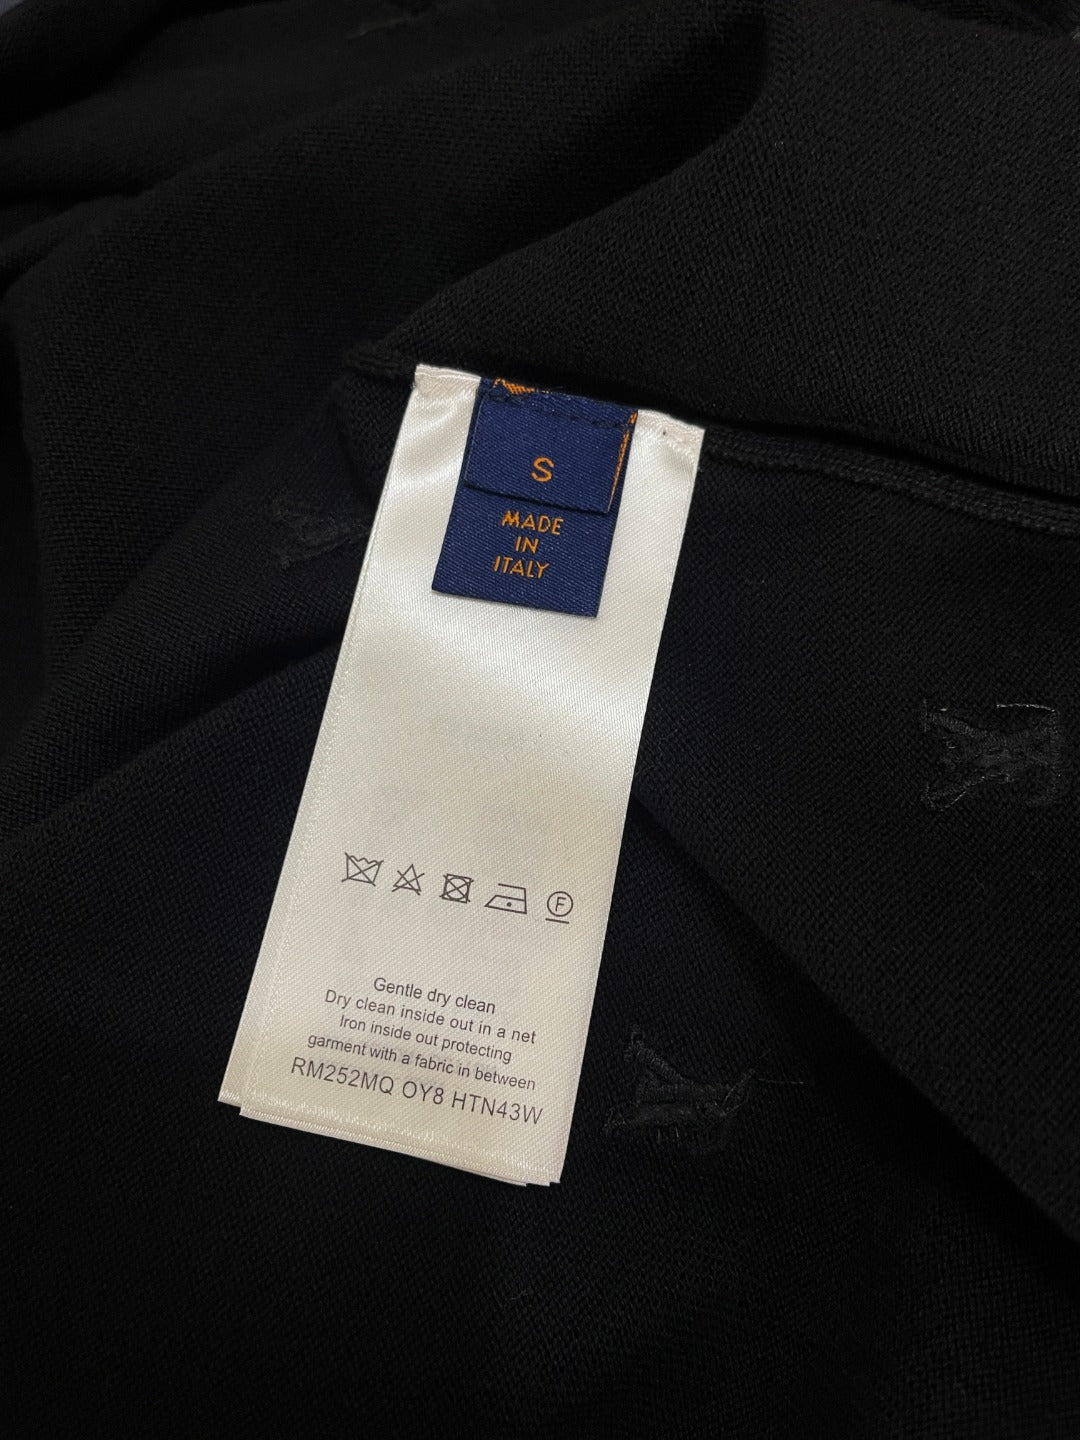 S
MADE
IN
ITALY
F
Gentle dry clean
Dry clean inside out in a net
Iron inside out protecting
garment with a fabric in between
RM252MQ OY8 HTN43W